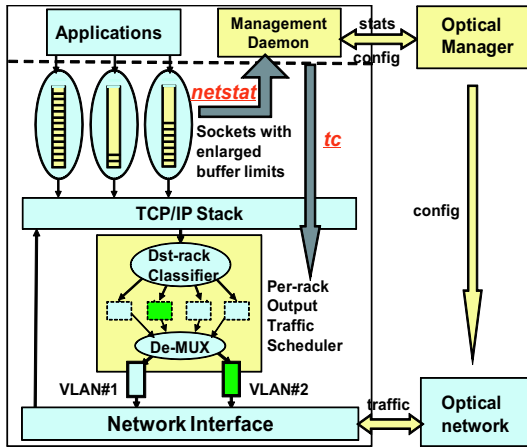 Applications
Management
Daemon
stats
config
Optical
Manager
netstat
Sockets with
enlarged
buffer limits
tc
TCP/IP Stack
config
Dst-rack
Classifier
Per-rack
Output
Traffic
Scheduler
De-MUX
VLAN#1
VLAN#2
Network Interface
traffic
Optical
network